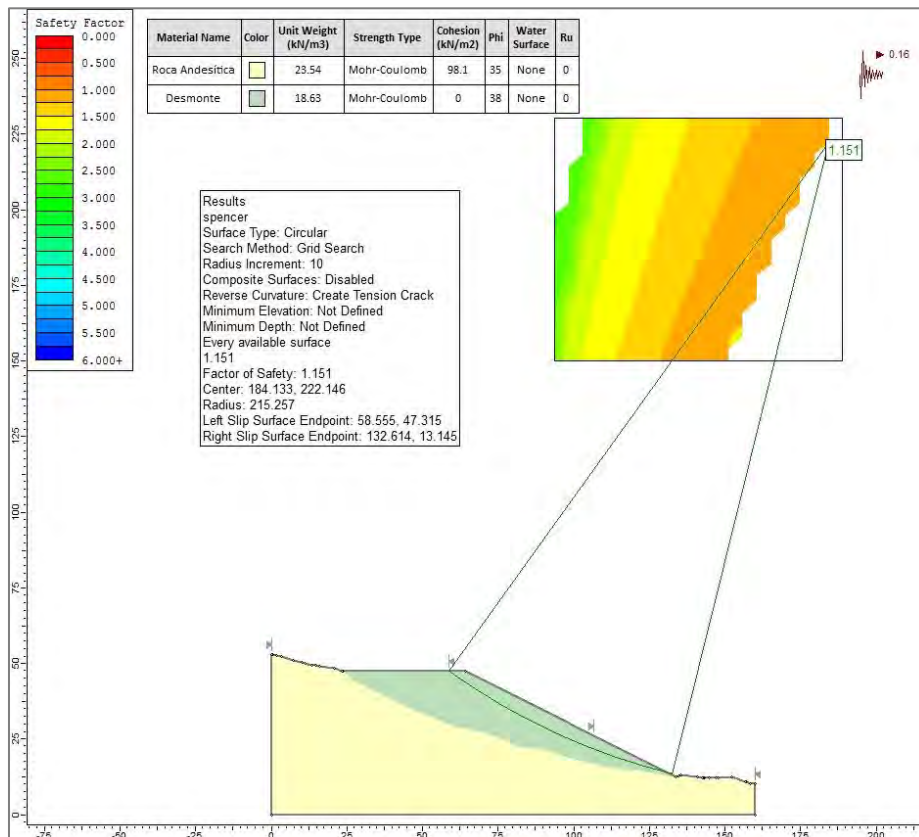 Safety Factor
0.000
0.500
1.000
1.500
2.000
2.500
3.000
3.500
4.000
4.500
5.000
5.500
6.000+
Material Name Color Unit Weight (kN/m3) Strength Type Cohesion (kN/m2) Phi Water Surface Ru
Roca Andesítica 23.54 Mohr-Coulomb 98.1 35 None 0
Desmonte 18.63 Mohr-Coulomb 0 38 None 0
0.16
1.151
Results
spencer
Surface Type: Circular
Search Method: Grid Search
Radius Increment: 10
Composite Surfaces: Disabled
Reverse Curvature: Create Tension Crack
Minimum Elevation: Not Defined
Minimum Depth: Not Defined
Every available surface
1.151
Factor of Safety: 1.151
Center: 184.133, 222.146
Radius: 215.257
Left Slip Surface Endpoint: 58.555, 47.315
Right Slip Surface Endpoint: 132.614, 13.145
250
225
200
175
150
125
100
75
50
25
0
-75 -50 -25 0 25 50 75 100 125 150 175 200